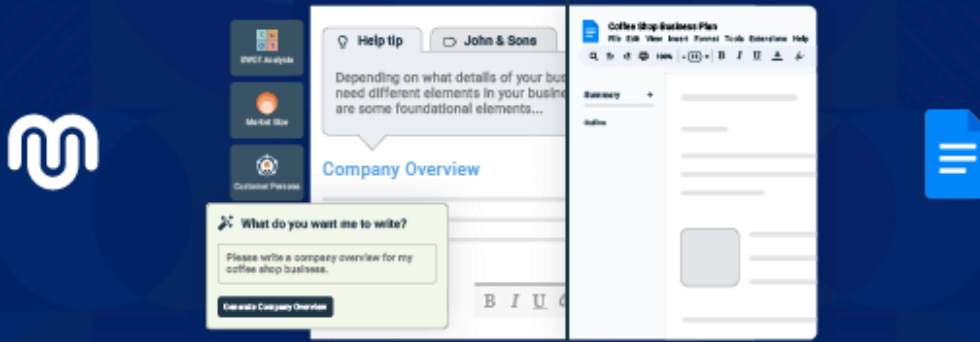 SWOT Analysis
Market Size
Customer Persona
Help tip
John & Sons
Depending on what details of your bus
need different elements in your busine
are some foundational elements...
Company Overview
What do you want me to write?
Please write a company overview for my
coffee shop business.
Generate Company Overview
B I U
Coffee Shop Business Plan
File Edit View Insert Format Tools Extensions Help
100% - 11 + B I U A
Summary +
Outline